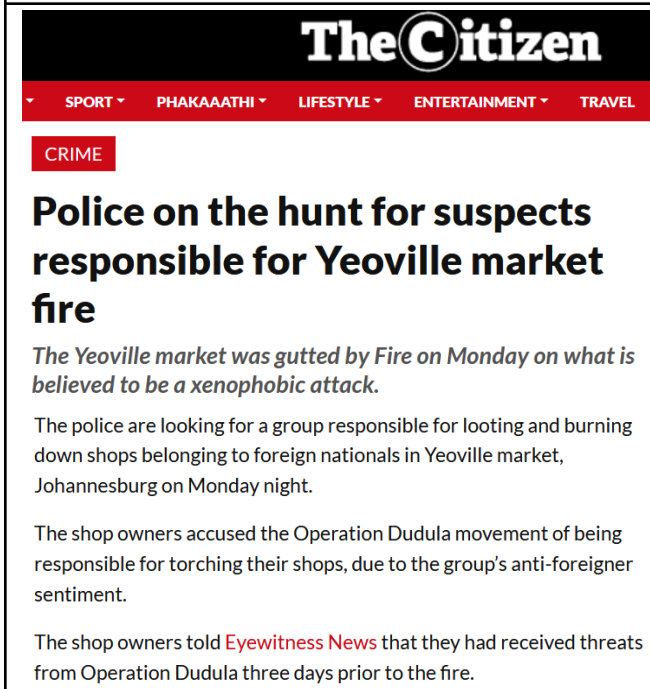 The Citizen
SPORT PHAKAAATHI LIFESTYLE ENTERTAINMENT TRAVEL
CRIME
Police on the hunt for suspects
responsible for Yeoville market
fire
The Yeoville market was gutted by Fire on Monday on what is
believed to be a xenophobic attack.
The police are looking for a group responsible for looting and burning
down shops belonging to foreign nationals in Yeoville market,
Johannesburg on Monday night.
The shop owners accused the Operation Dudula movement of being
responsible for torching their shops, due to the group’s anti-foreigner
sentiment.
The shop owners told Eyewitness News that they had received threats
from Operation Dudula three days prior to the fire.